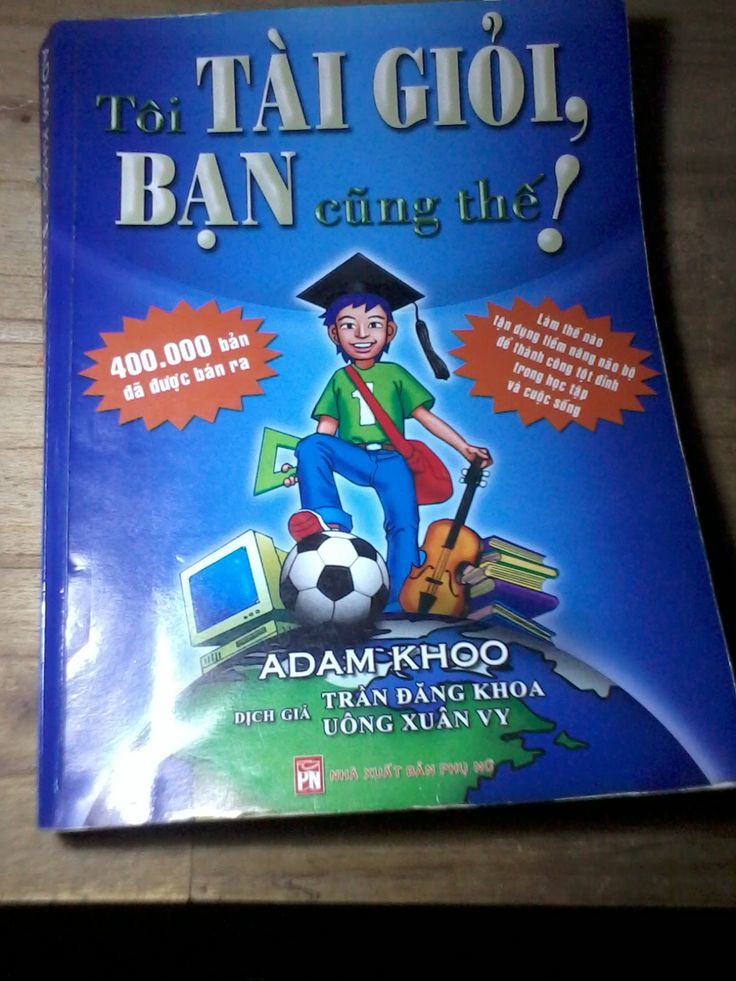 Tôi TÀI GIỎI,
BẠN cũng thế!
400.000 bản
đã được bán ra
Làm thế nào
tận dụng tiềm năng não bộ
để thành công tột đỉnh
trong học tập
và cuộc sống
1
ADAM KHOO
DỊCH GIẢ TRẦN ĐĂNG KHOA
UÔNG XUÂN VY
PN NHÀ XUẤT BẢN PHỤ NỮ